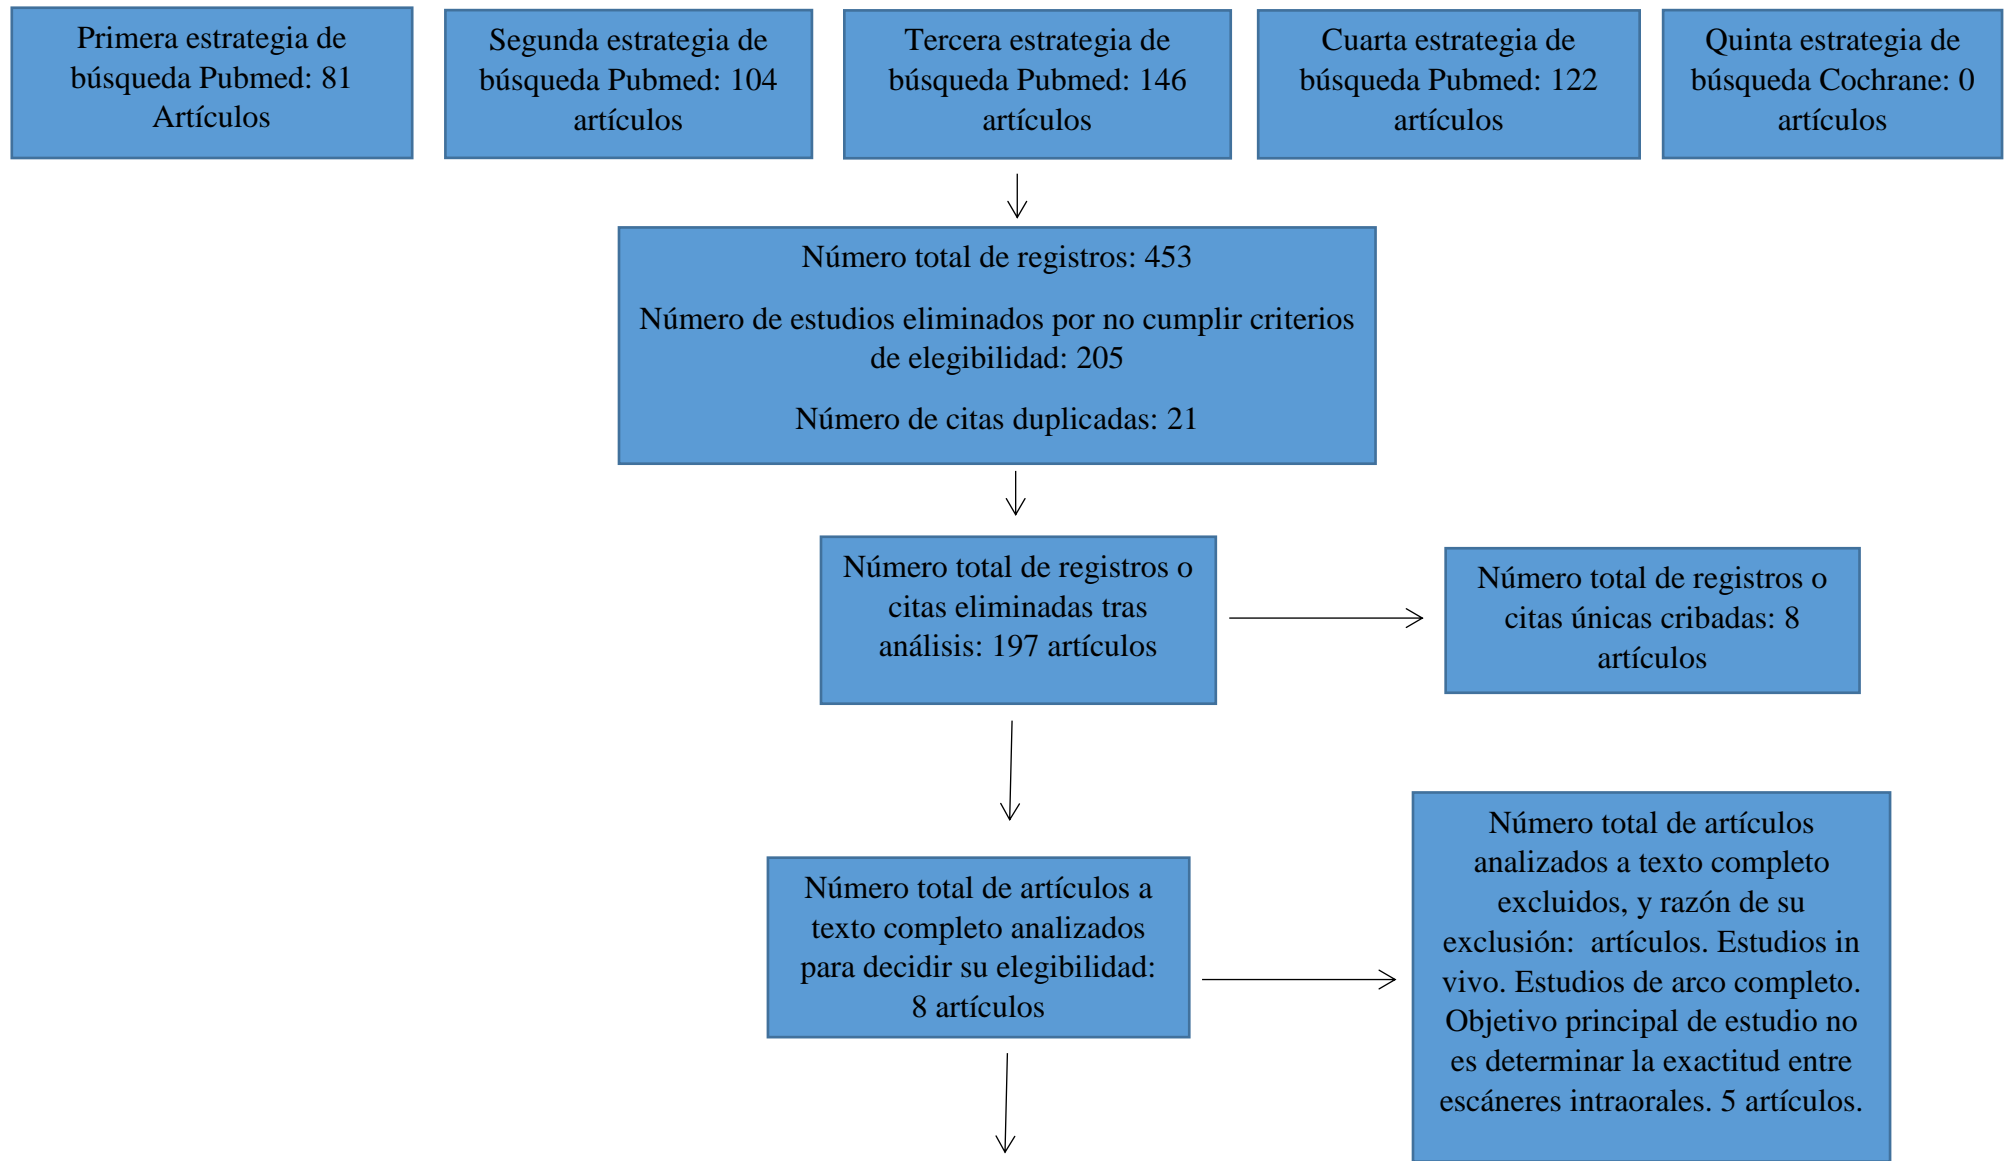 Primera estrategia de
búsqueda Pubmed: 81
Artículos
Segunda estrategia de
búsqueda Pubmed: 104
artículos
Tercera estrategia de
búsqueda Pubmed: 146
artículos
Cuarta estrategia de
búsqueda Pubmed: 122
artículos
Quinta estrategia de
búsqueda Cochrane: 0
artículos
Número total de registros: 453
Número de estudios eliminados por no cumplir criterios
de elegibilidad: 205
Número de citas duplicadas: 21
Número total de registros o
citas eliminadas tras
análisis: 197 artículos
Número total de registros o
citas únicas cribadas: 8
artículos
Número total de artículos a
texto completo analizados
para decidir su elegibilidad:
8 artículos
Número total de artículos
analizados a texto completo
excluidos, y razón de su
exclusión:  artículos. Estudios in
vivo. Estudios de arco completo.
Objetivo principal de estudio no
es determinar la exactitud entre
escáneres intraorales. 5 artículos.